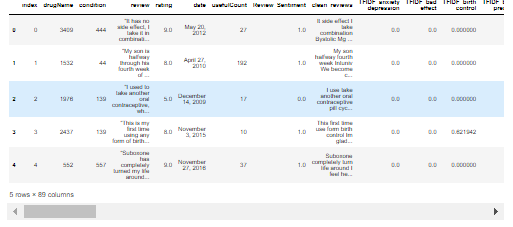 index drugName condition review rating date usefulCount Review Sentiment clean reviews TFIDF anxiety depression TFIDF bad effect TFIDF birth control TFIDF
0 0 3409 444 "It has no side effect, I take it in combinati... 9.0 May 20, 2012 27 1.0 It side effect I take combination Bystolic Mg ... 0.0 0.0 0.000000
1 1 1532 44 "My son is halfway through his fourth week of ... 8.0 April 27, 2010 192 1.0 My son halfway fourth week Intuniv We become c... 0.0 0.0 0.000000
2 2 1976 139 "I used to take another oral contraceptive, wh... 5.0 December 14, 2009 17 0.0 I use take another oral contraceptive pill cyc... 0.0 0.0 0.000000
3 3 2437 139 "This is my first time using any form of birth... 8.0 November 3, 2015 10 1.0 This first time use form birth control Im glad... 0.0 0.0 0.621942
4 4 552 557 "Suboxone has completely turned my life around... 9.0 November 27, 2016 37 1.0 Suboxone completely turn life around I feel he... 0.0 0.0 0.000000
5 rows × 89 columns